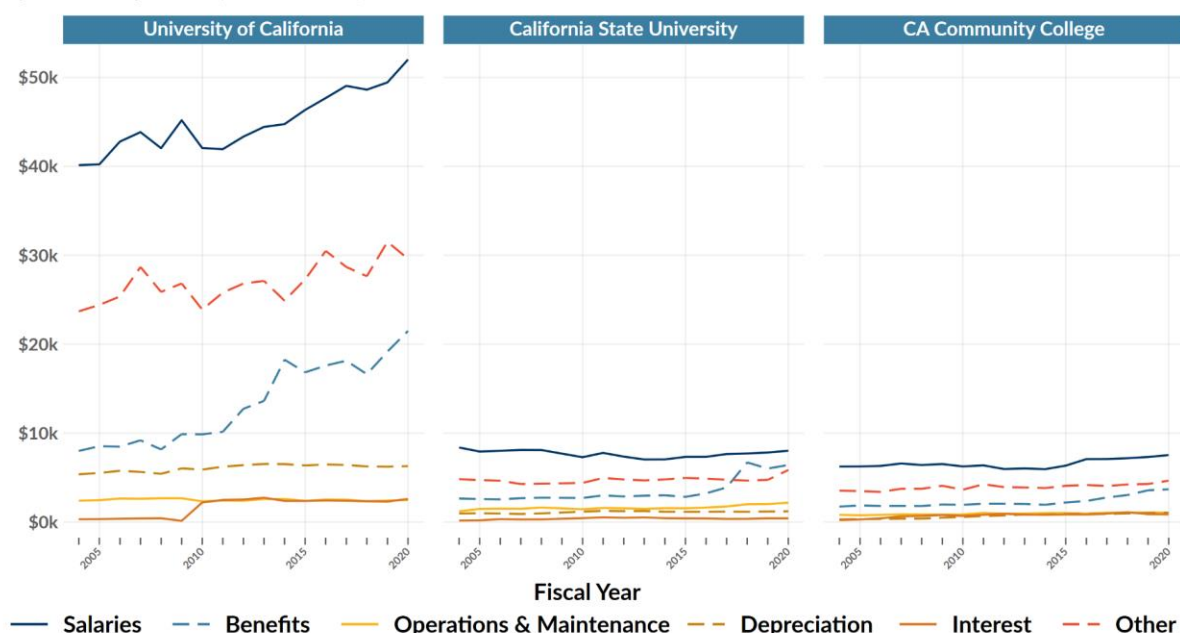 University of California California State University CA Community College
$50k
$40k
$30k
$20k
$10k
$0k
2005 2010 2015 2020 2005 2010 2015 2020 2005 2010 2015 2020
Fiscal Year
Salaries Benefits Operations & Maintenance Depreciation Interest Other